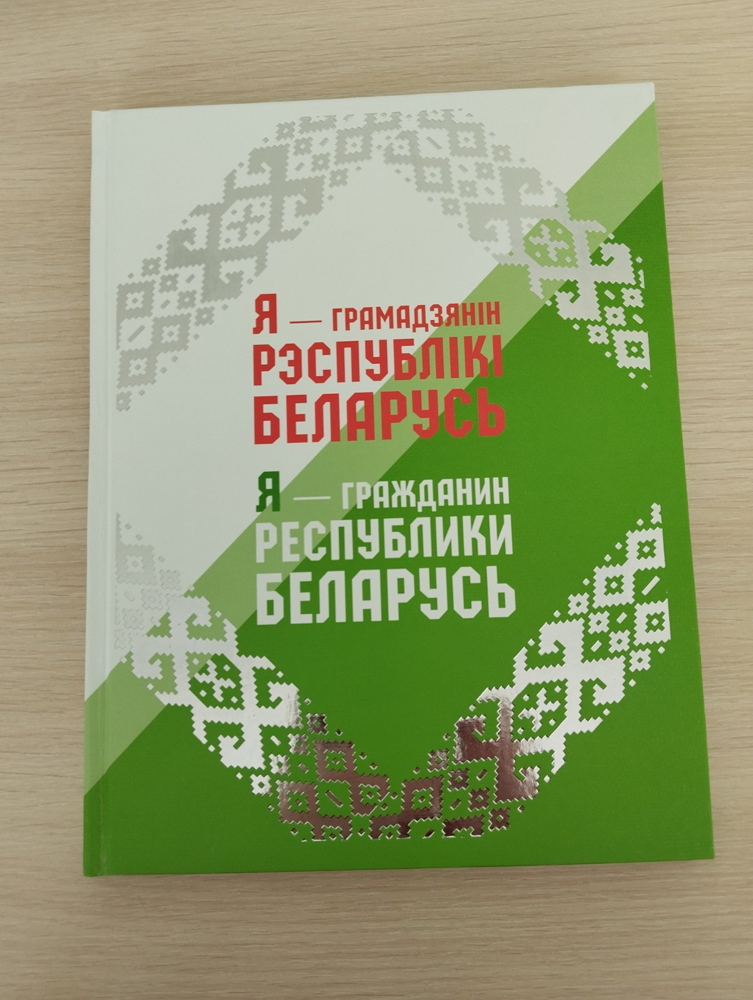 Я — ГРАМАДЗЯНІН
РЭСПУБЛІКІ
БЕЛАРУСЬ
Я — ГРАЖДАНИН
РЕСПУБЛИКИ
БЕЛАРУСЬ